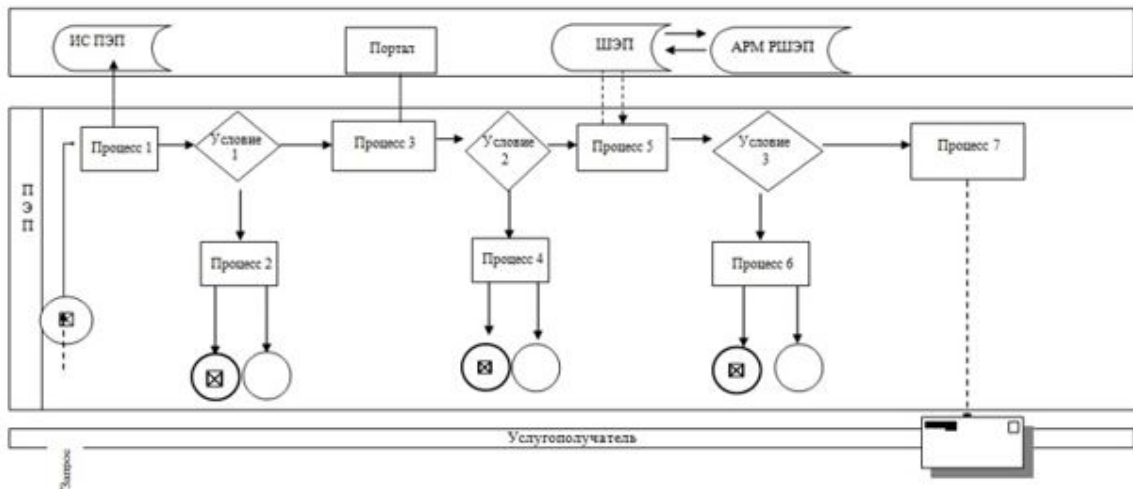 ИС ПЭП
Портал
ШЭП
АРМ РШЭП
ПЭП
Процесс 1
Условие
1
Процесс 3
Условие
2
Процесс 5
Условие
3
Процесс 7
Процесс 2
Процесс 4
Процесс 6
Услугополучатель
Запрос